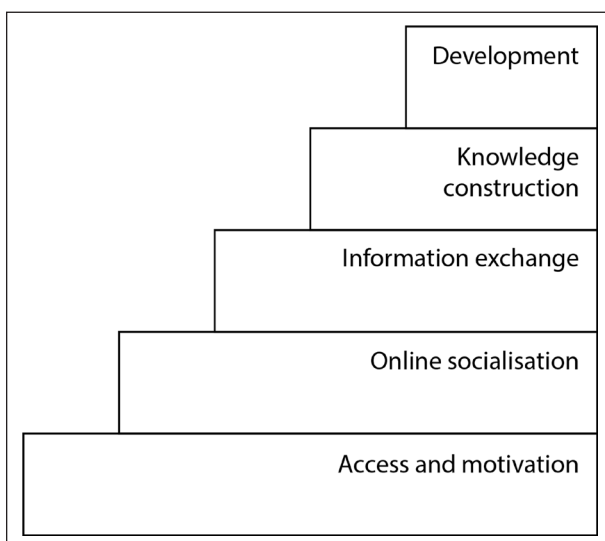 Development
Knowledge
construction
Information exchange
Online socialisation
Access and motivation